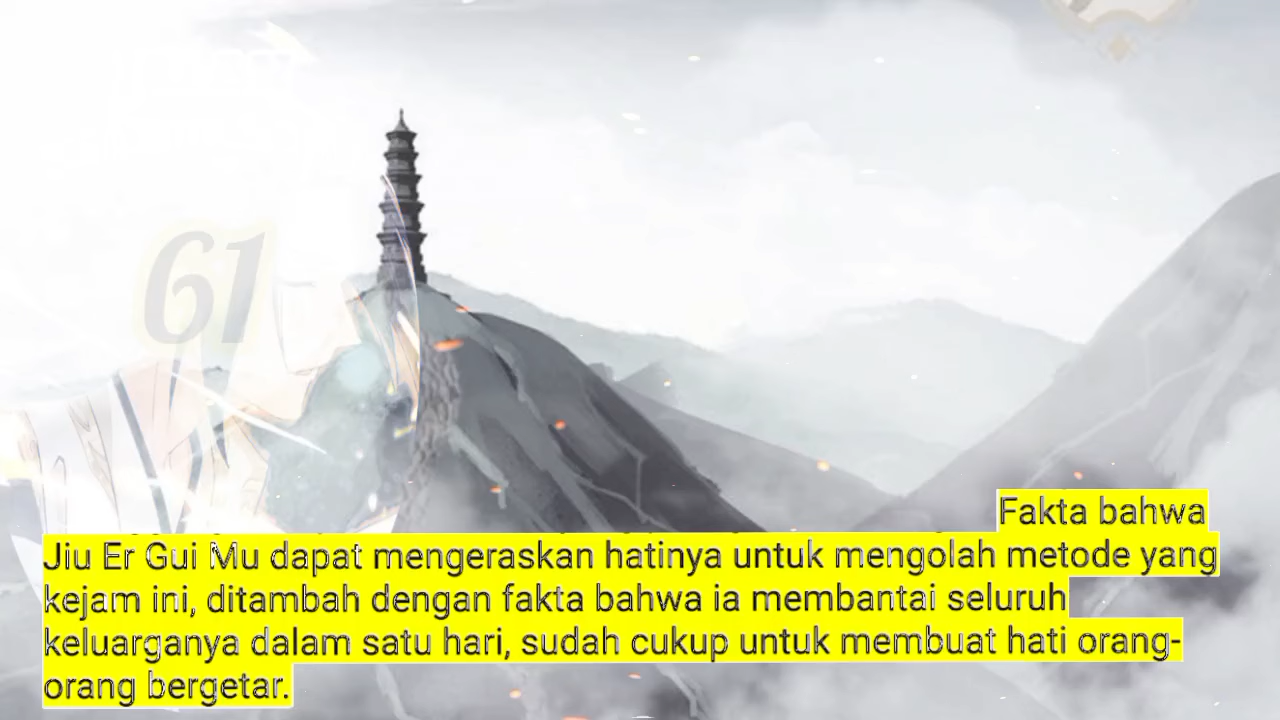 61
Fakta bahwa
Jiu Er Gui Mu dapat mengeraskan hatinya untuk mengolah metode yang
kejam ini, ditambah dengan fakta bahwa ia membantai seluruh
keluarganya dalam satu hari, sudah cukup untuk membuat hati orang-
orang bergetar.